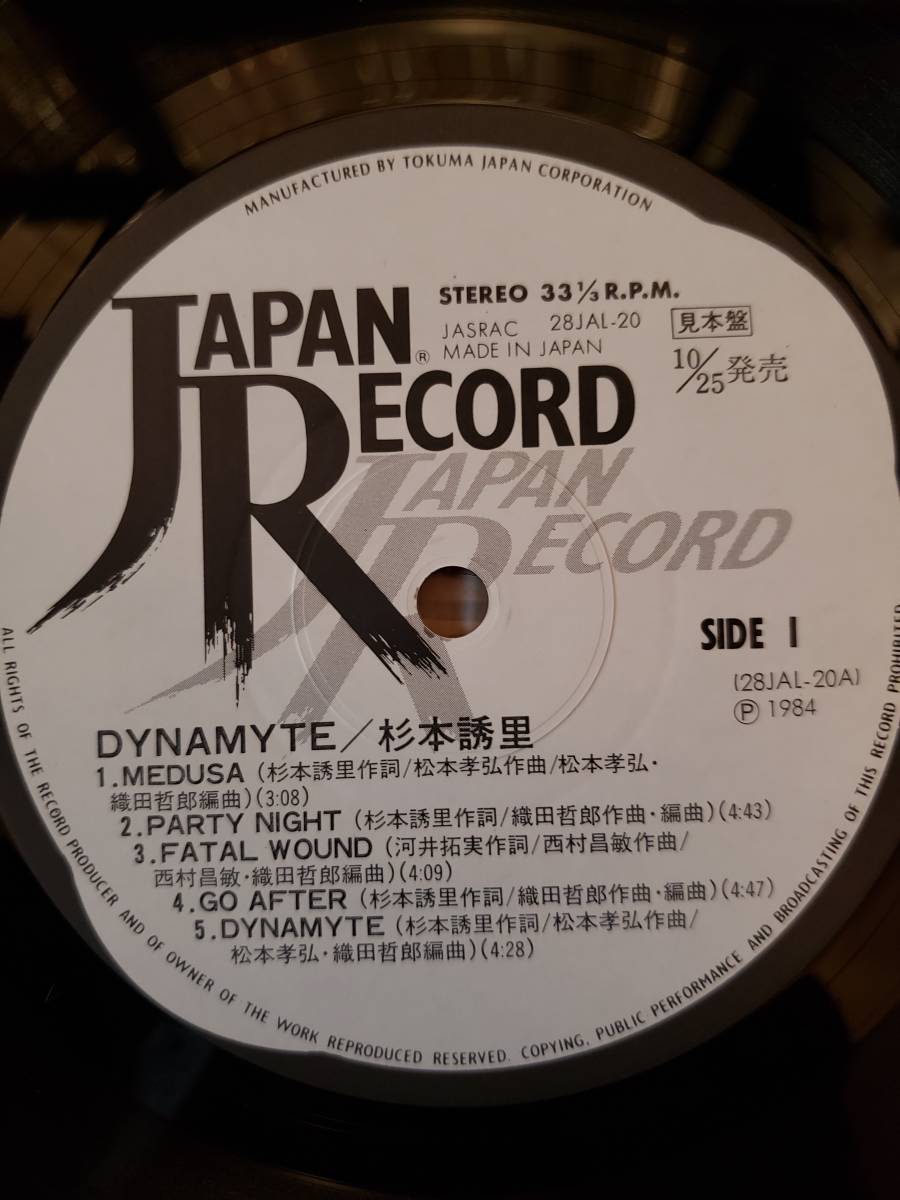 MANUFACTURED BY TOKUMA JAPAN CORPORATION
JAPAN
RECORD
®
STEREO 33 1/3 R.P.M.
JASRAC 28JAL-20
MADE IN JAPAN
見本盤
10/25発売
JAPAN
RECORD
SIDE 1
(28JAL-20A)
Ⓟ 1984
DYNAMYTE/杉本誘里
1.MEDUSA (杉本誘里作詞/松本孝弘作曲/松本孝弘・
織田哲郎編曲)(3:08)
2.PARTY NIGHT (杉本誘里作詞/織田哲郎作曲・編曲)(4:43)
3.FATAL WOUND (河井拓実作詞/西村昌敏作曲/
西村昌敏・織田哲郎編曲)(4:09)
4.GO AFTER (杉本誘里作詞/織田哲郎作曲・編曲)(4:47)
5.DYNAMYTE (杉本誘里作詞/松本孝弘作曲/
松本孝弘・織田哲郎編曲)(4:28)
ALL RIGHTS OF THE RECORD PRODUCER AND OF OWNER OF THE WORK REPRODUCED RESERVED. COPYING, PUBLIC PERFORMANCE AND BROADCASTING OF THIS RECORD PROHIBITED